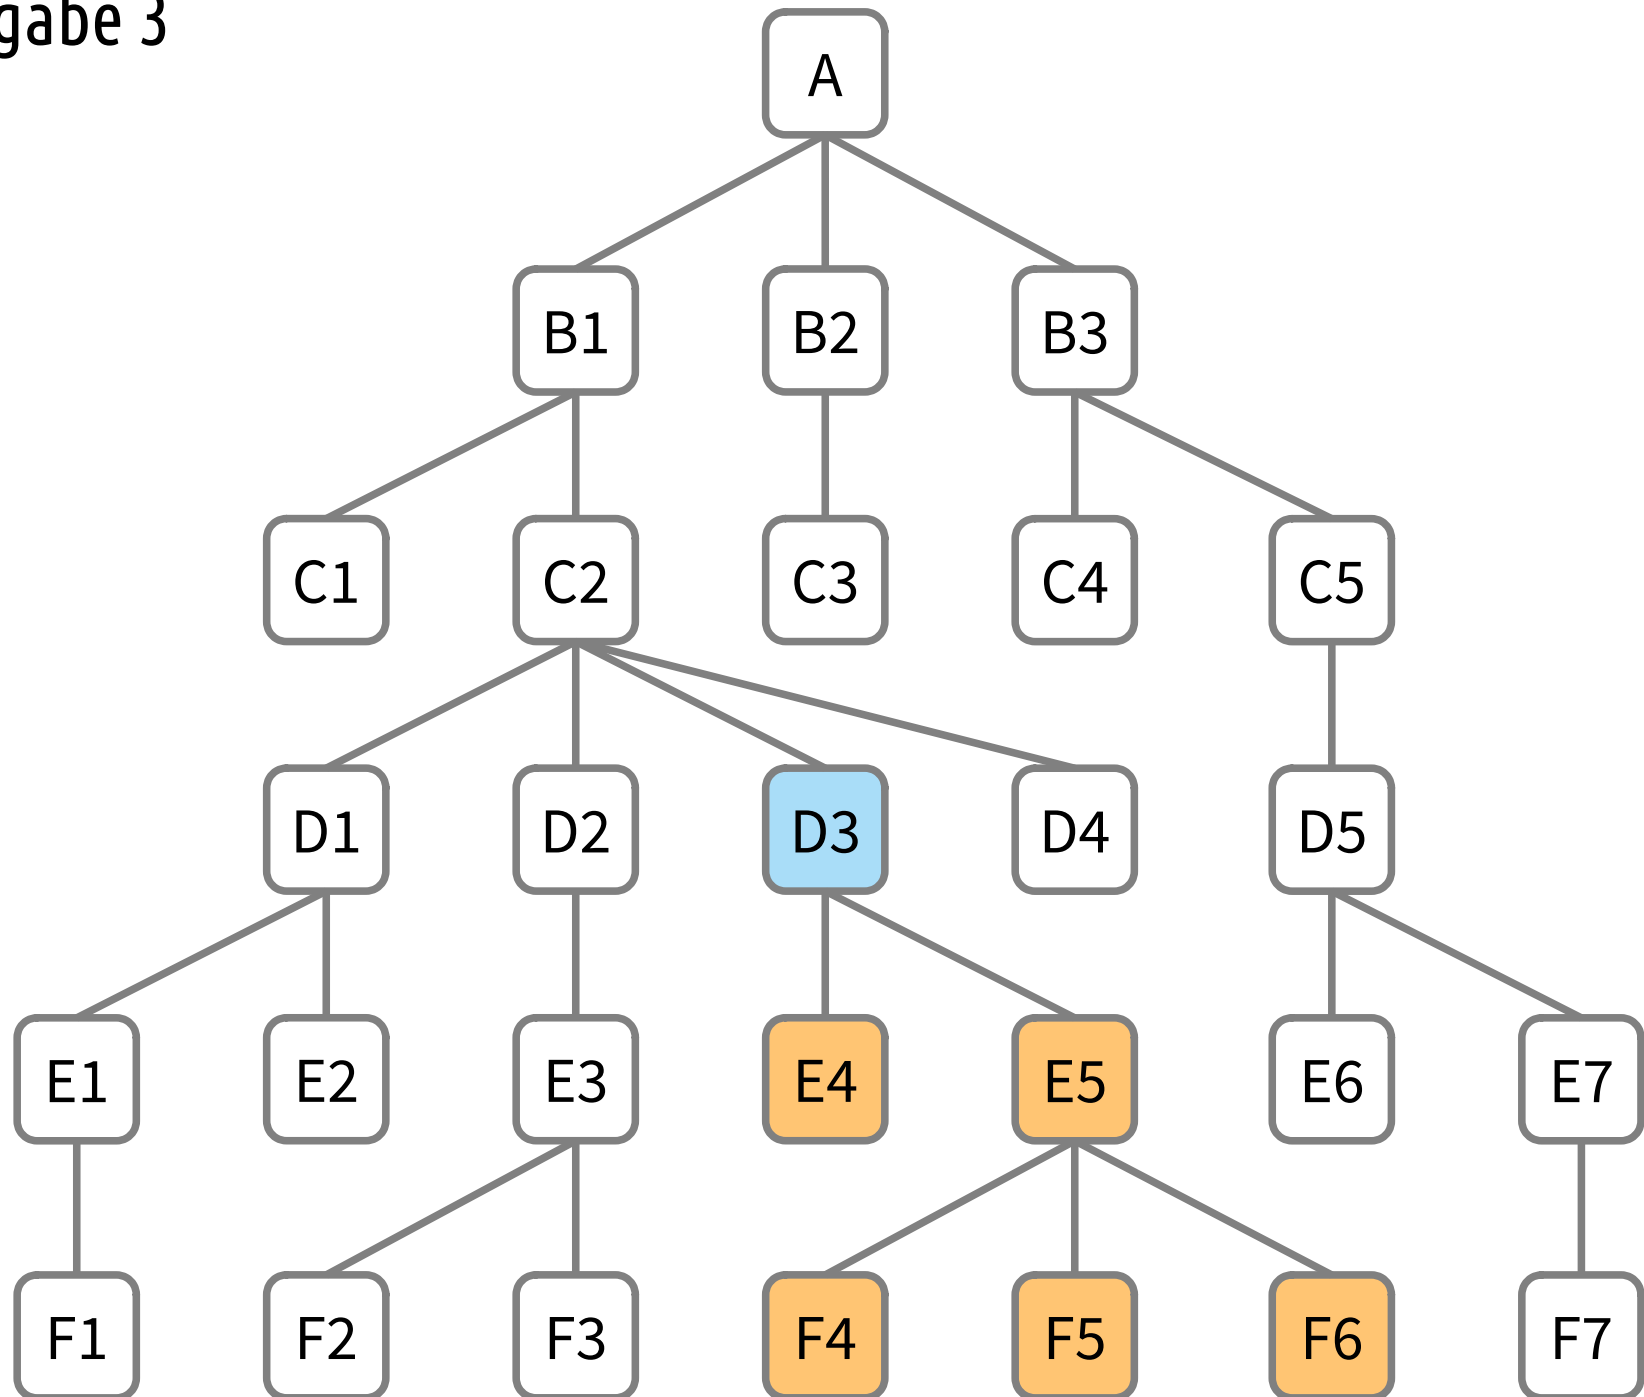 gabe 3
A
B1 B2 B3
C1 C2 C3 C4 C5
D1 D2 D3 D4 D5
E1 E2 E3 E4 E5 E6 E7
F1 F2 F3 F4 F5 F6 F7